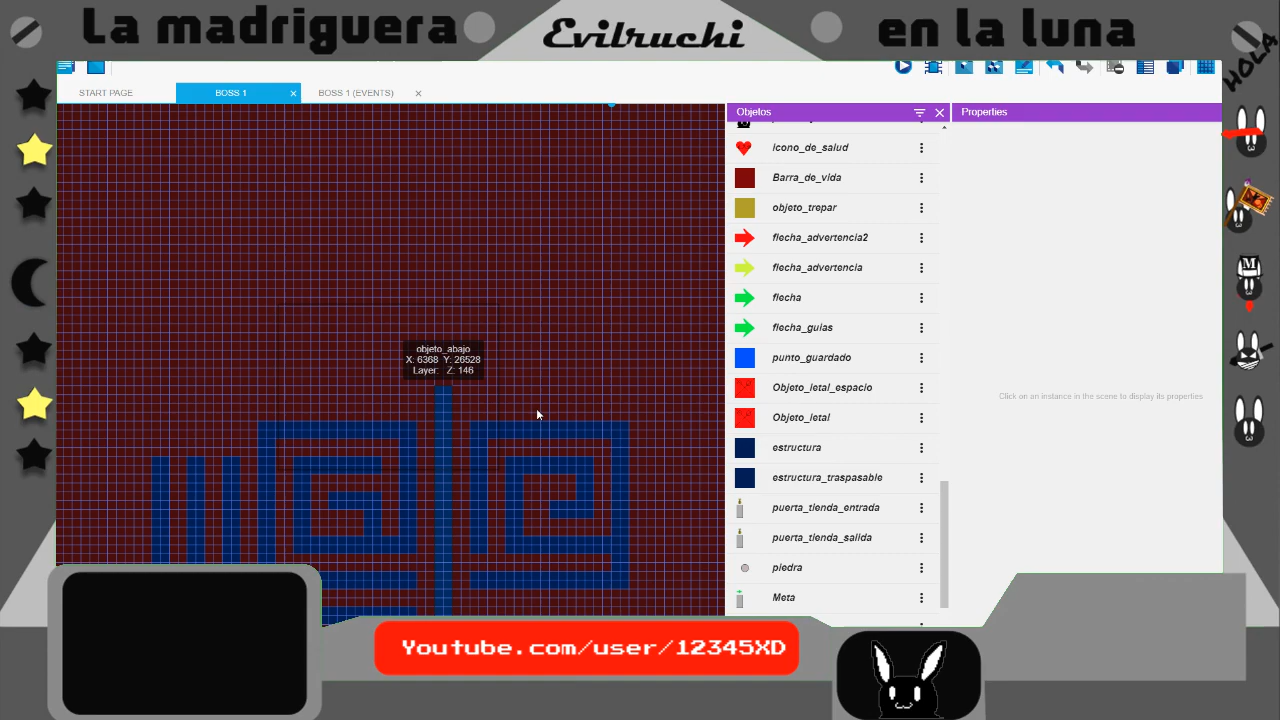 La madriguera
Evilruchi
en la luna
HOLA
START PAGE
BOSS 1
BOSS 1 (EVENTS)
Objetos
Properties
icono_de_salud
Barra_de_vida
objeto_trepar
flecha_advertencia2
flecha_advertencia
flecha
flecha_guias
punto_guardado
Objeto_letal_espacio
Objeto_letal
estructura
estructura_traspasable
puerta_tienda_entrada
puerta_tienda_salida
piedra
Meta
objeto_abajo
X: 6368 Y: 26528
Layer: Z: 146
Click on an instance in the scene to display its properties
M
Youtube.com/user/12345XD